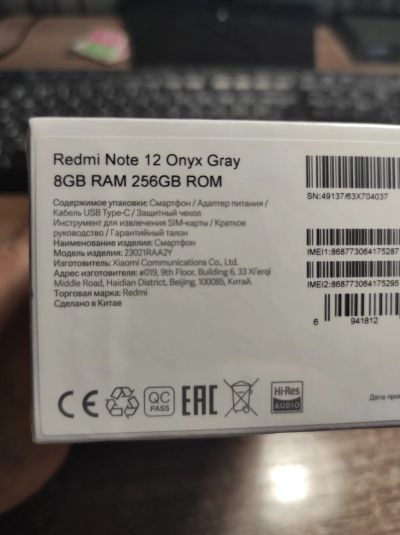 Redmi Note 12 Onyx Gray
8GB RAM 256GB ROM
Содержимое упаковки: Смартфон / Адаптер питания /
Кабель USB Type-C / Защитный чехол
Инструмент для извлечения SIM-карты / Краткое
руководство / Гарантийный талон
Наименование изделия: Смартфон
Модель изделия: 23021RAA2Y
Изготовитель: Xiaomi Communications Co., Ltd.
Адрес изготовителя: #019, 9th Floor, Building 6, 33 Xi'erqi
Middle Road, Haidian District, Beijing, 100085, Китай.
Торговая марка: Redmi
Сделано в Китае
SN:49137/63X704037
IMEI1:868773064175287
IMEI2:868773064175295
6 941812
CE
QC
PASS
EAC
Hi-Res
AUDIO
Дата